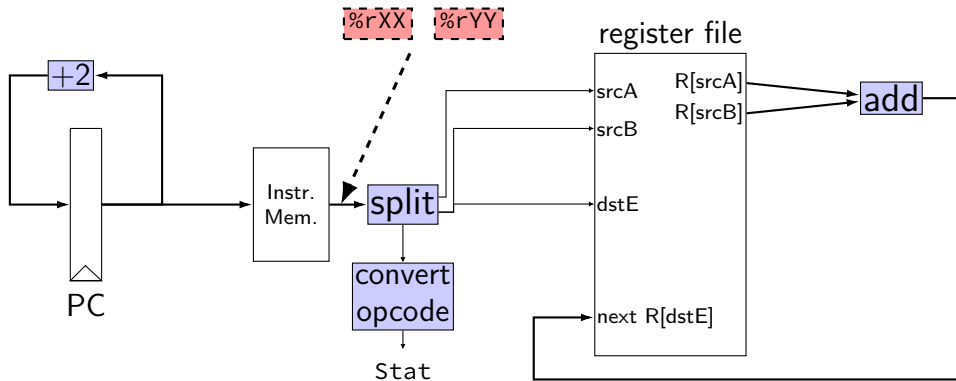 %rXX %rYY
register file
+2
srcA
srcB
dstE
next R[dstE]
R[srcA]
R[srcB]
add
Instr.
Mem.
split
convert
opcode
PC
Stat